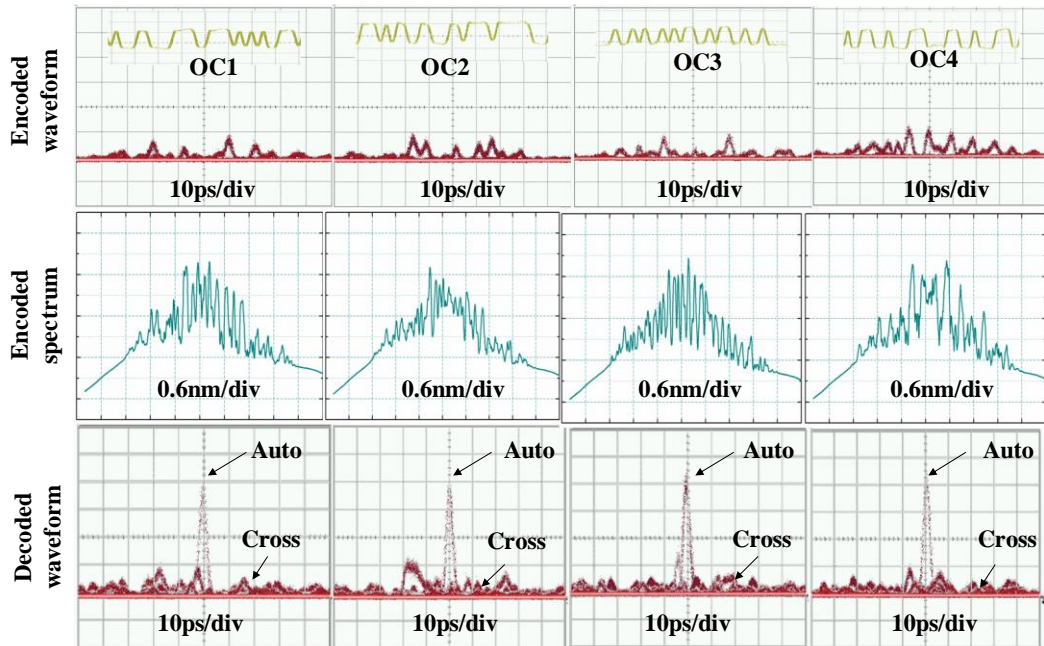 Encoded
waveform
OC1
OC2
OC3
OC4
10ps/div
10ps/div
10ps/div
10ps/div
Encoded
spectrum
0.6nm/div
0.6nm/div
0.6nm/div
0.6nm/div
Decoded
waveform
Auto
Auto
Auto
Auto
Cross
Cross
Cross
Cross
10ps/div
10ps/div
10ps/div
10ps/div